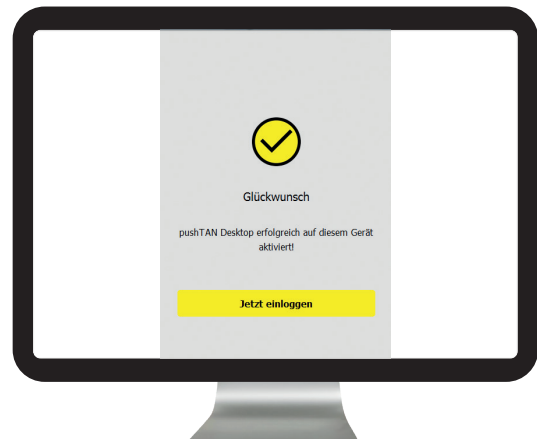 Glückwunsch
pushTAN Desktop erfolgreich auf diesem Gerät
aktiviert!
Jetzt einloggen